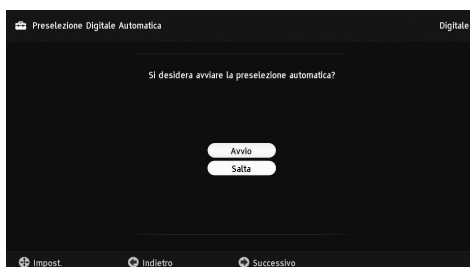 Preselezione Digitale Automatica
Digitale
Si desidera avviare la preselezione automatica?
Avvio
Salta
Impost.
Indietro
Successivo